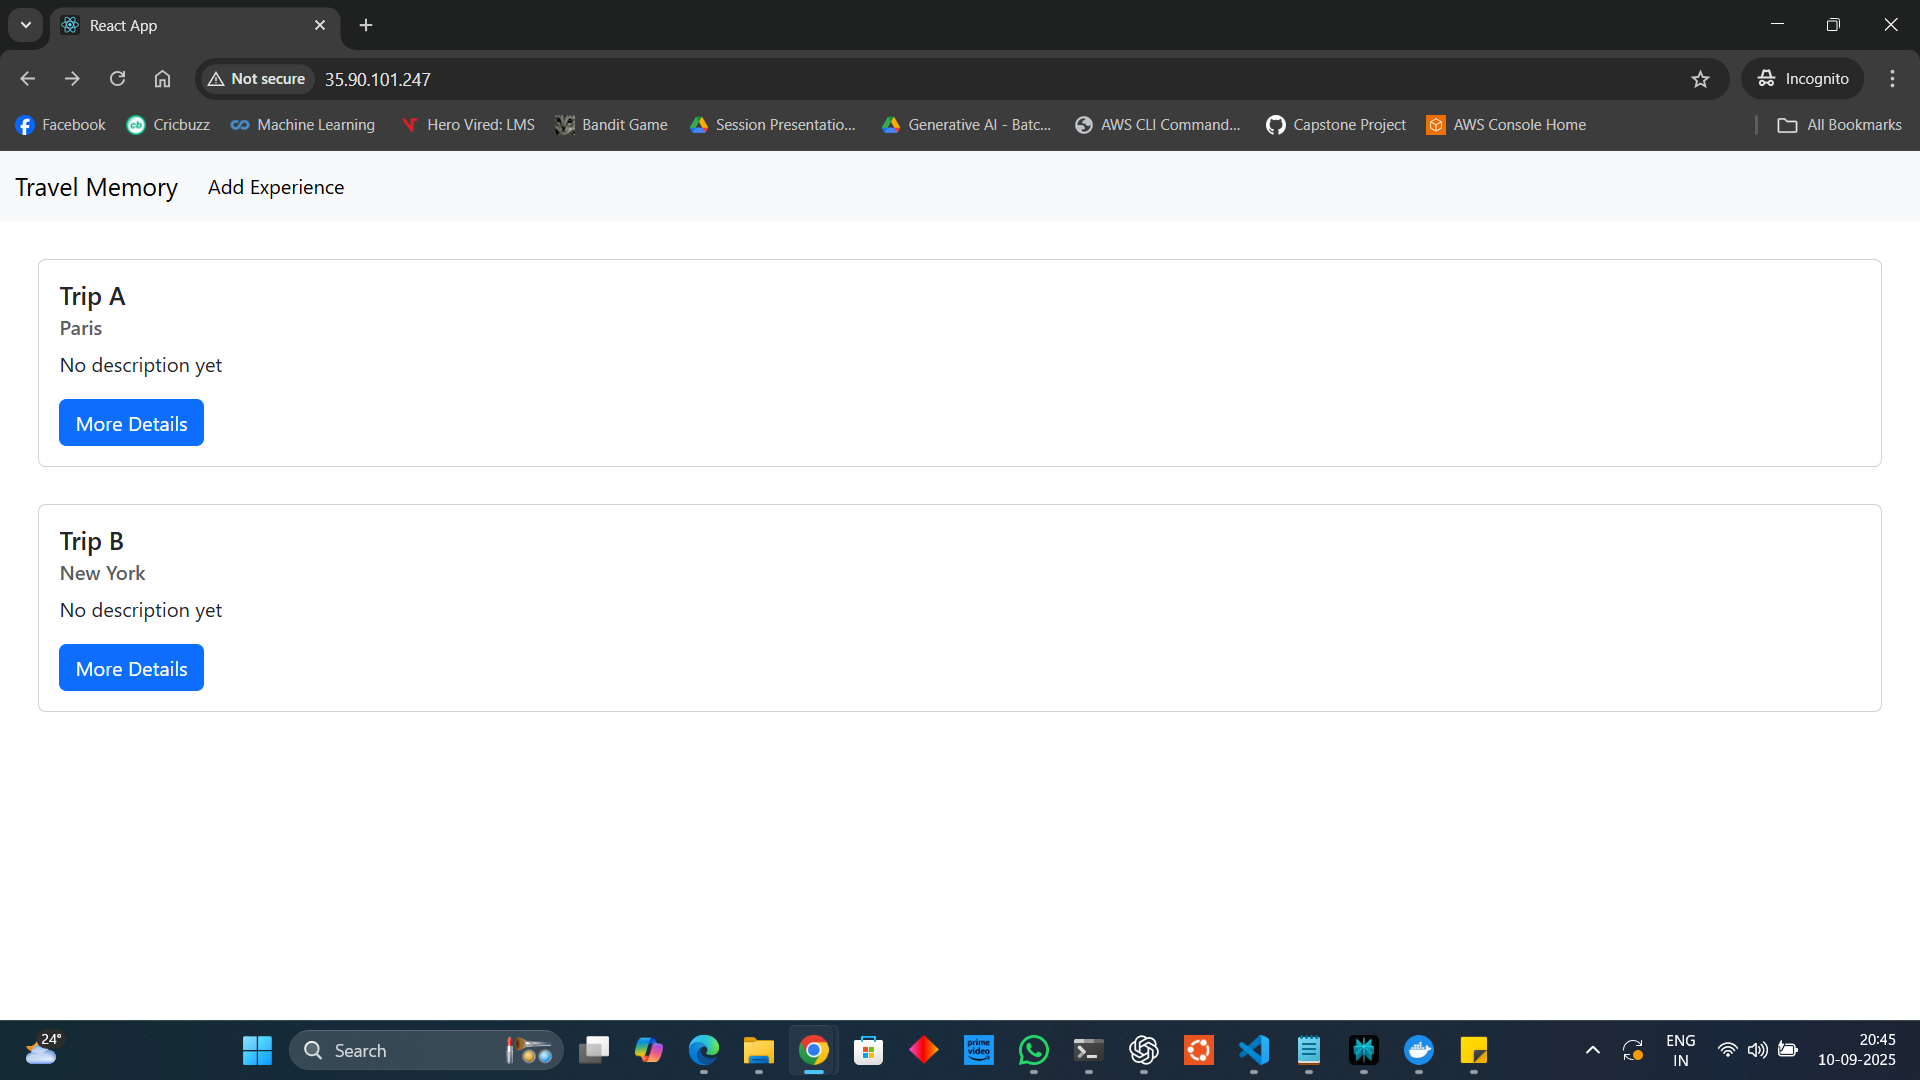 React App
Not secure
35.90.101.247
Incognito
Facebook
Cricbuzz
Machine Learning
Hero Vired: LMS
Bandit Game
Session Presentatio...
Generative AI - Batc...
AWS CLI Command...
Capstone Project
AWS Console Home
All Bookmarks
Travel Memory
Add Experience
Trip A
Paris
No description yet
More Details
Trip B
New York
No description yet
More Details
24°
Search
prime video
ENG
IN
20:45
10-09-2025